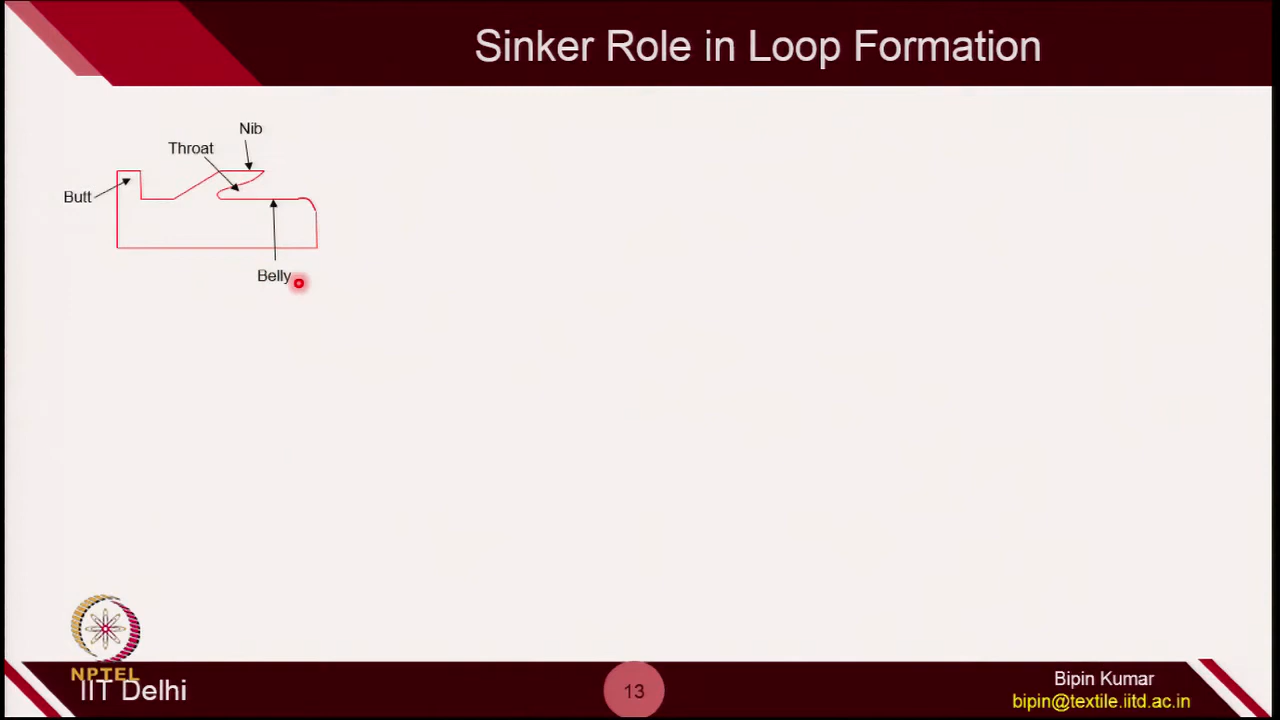 Sinker Role in Loop Formation
Nib
Throat
Butt
Belly
NPTEL
IIT Delhi
13
Bipin Kumar
bipin@textile.iitd.ac.in